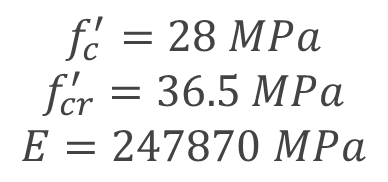 f'c = 28 MPa
f'cr = 36.5 MPa
E = 247870 MPa